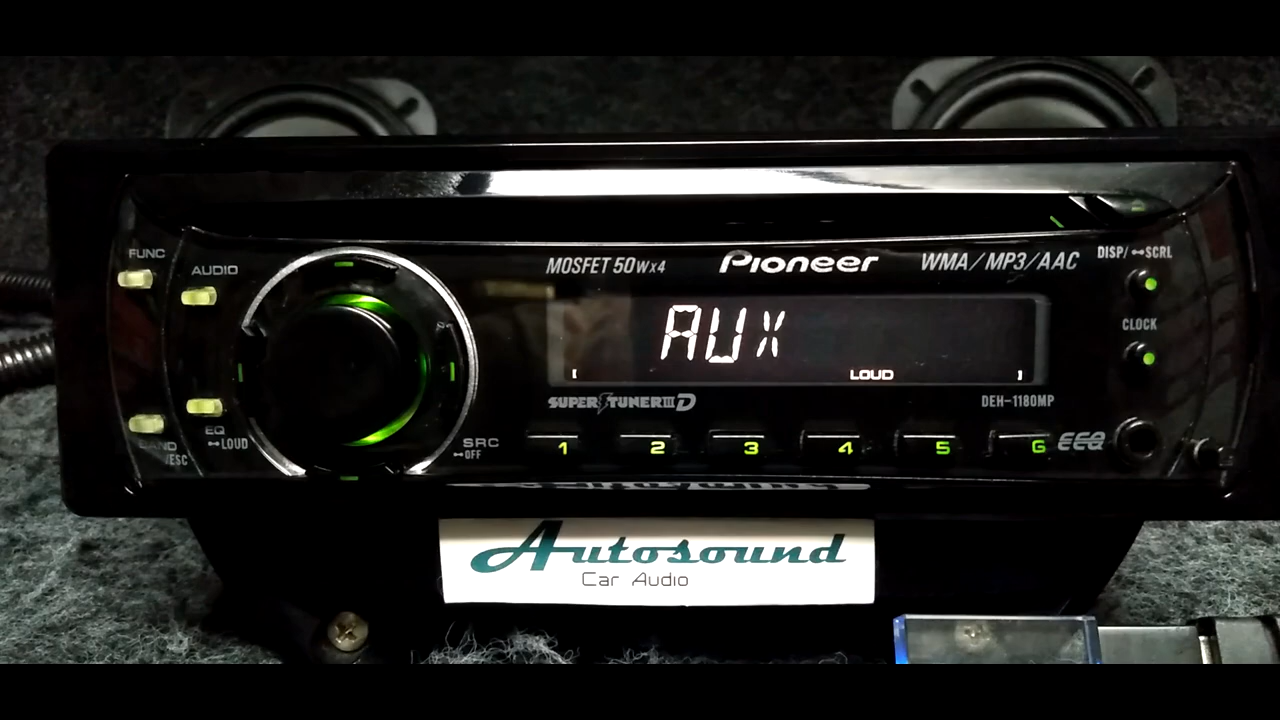 FUNC
AUDIO
MOSFET 50Wx4
Pioneer
WMA/MP3/AAC
DISP/ SCRL
CLOCK
AUX
[ LOUD ]
SUPER TUNER III D
DEH-1180MP
BAND
/ESC
EQ
LOUD
SRC
OFF
1 2 3 4 5 6
EEQ
Autosound
Car Audio